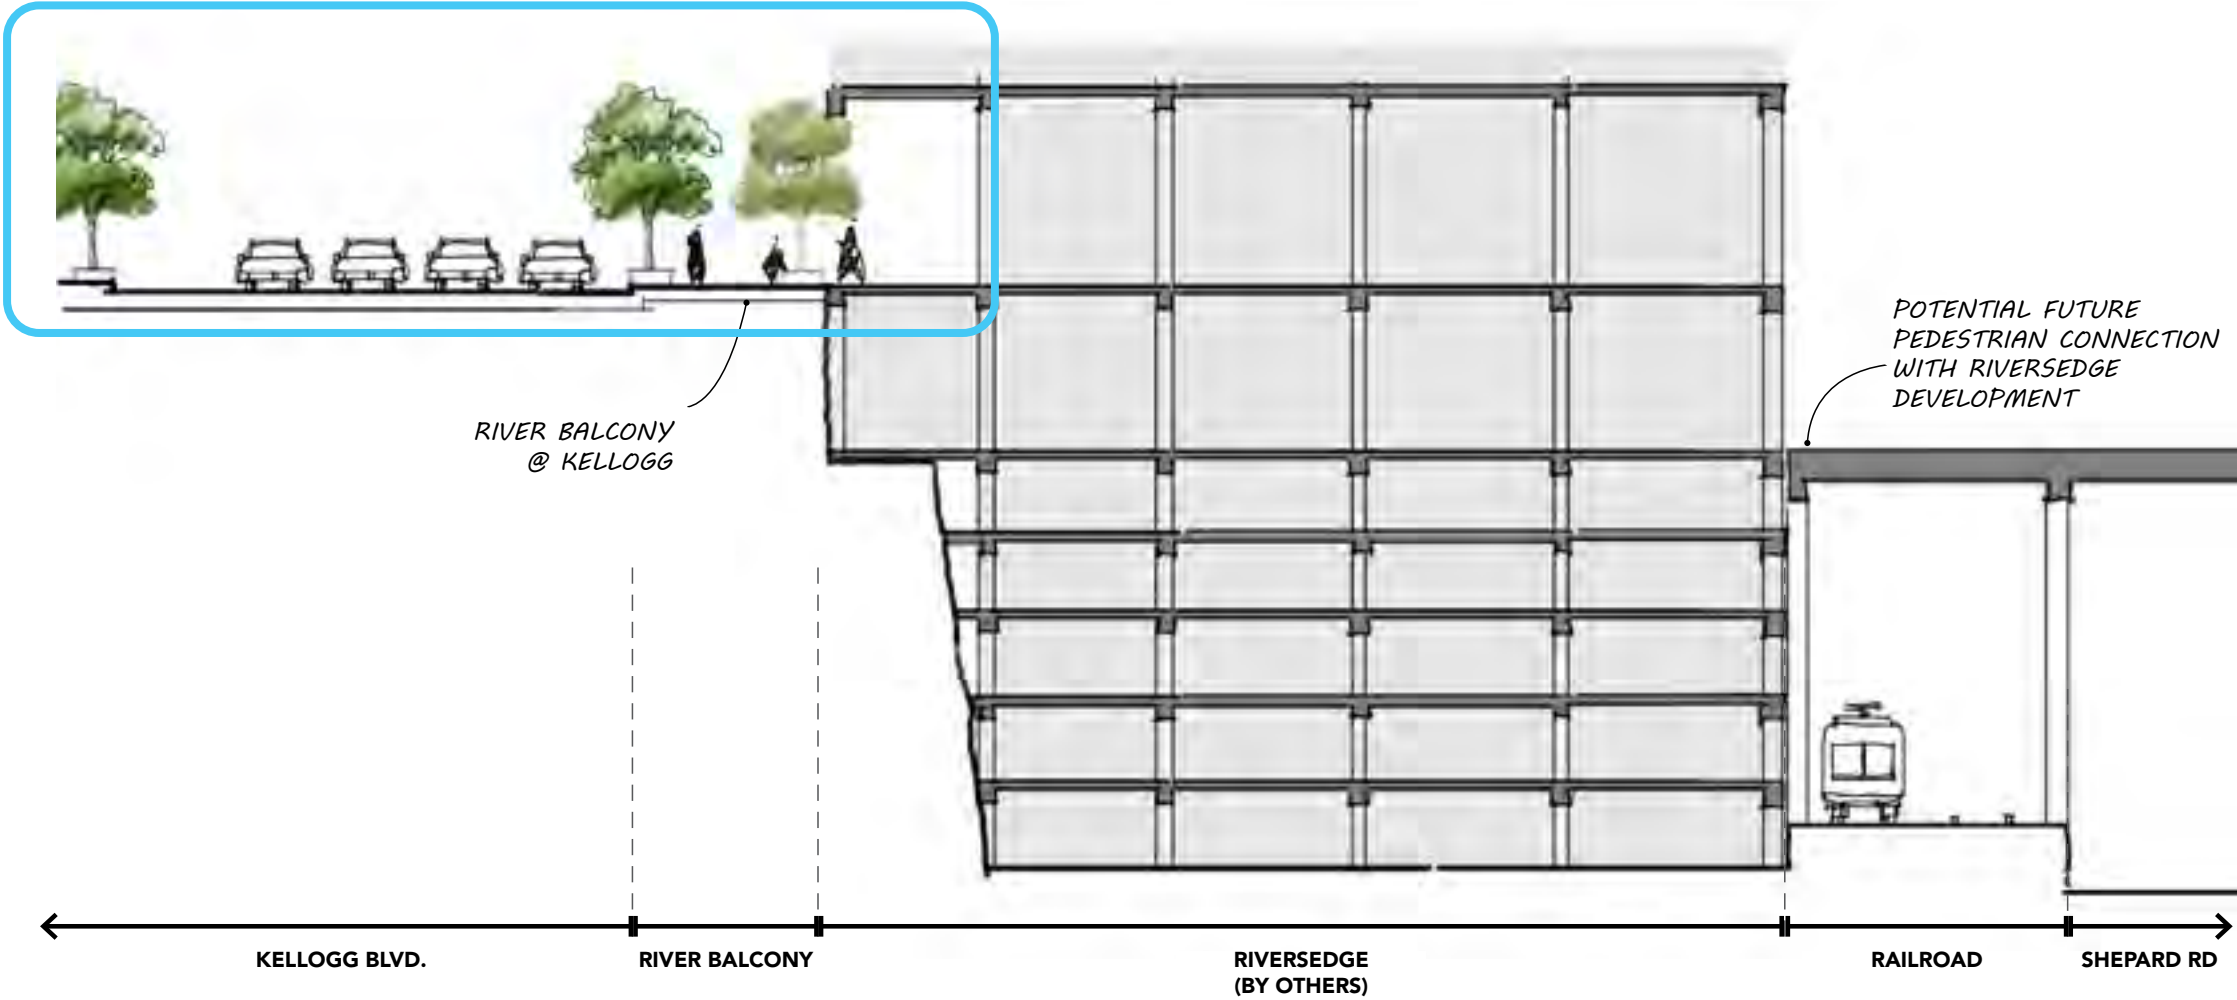 POTENTIAL FUTURE
PEDESTRIAN CONNECTION
WITH RIVERSEDGE
DEVELOPMENT
RIVER BALCONY
@ KELLOGG
KELLOGG BLVD.
RIVER BALCONY
RIVERSEDGE
(BY OTHERS)
RAILROAD
SHEPARD RD